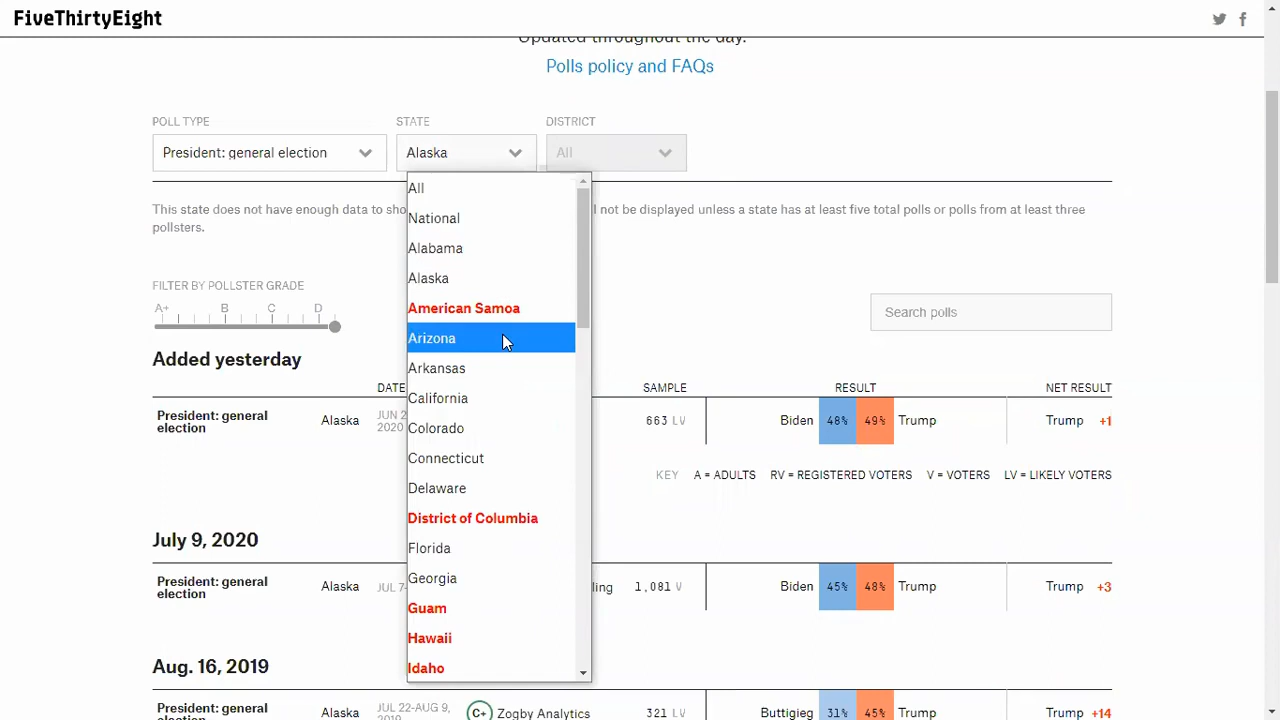 FiveThirtyEight
Updated throughout the day.
Polls policy and FAQs
POLL TYPE
STATE
DISTRICT
President: general election
Alaska
All
All
National
Alabama
Alaska
American Samoa
Arizona
Arkansas
California
Colorado
Connecticut
Delaware
District of Columbia
Florida
Georgia
Guam
Hawaii
Idaho
This state does not have enough data to sho
l not be displayed unless a state has at least five total polls or polls from at least three
pollsters.
FILTER BY POLLSTER GRADE
A+ B C D
Search polls
Added yesterday
DATE SAMPLE RESULT NET RESULT
President: general
election
Alaska
JUN 2
2020
663 LV
Biden 48% 49% Trump
Trump +1
KEY A = ADULTS RV = REGISTERED VOTERS V = VOTERS LV = LIKELY VOTERS
July 9, 2020
President: general
election
Alaska
JUL 7-
ling
1,081 V
Biden 45% 48% Trump
Trump +3
Aug. 16, 2019
President: general
Alaska
JUL 22-AUG 9,
2019
C+ Zogby Analytics
321 LV
Buttigieg 31% 45% Trump
Trump +14